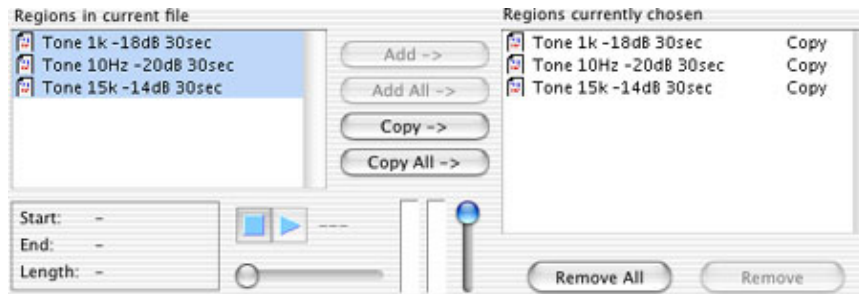 Regions in current file
Tone 1k -18dB 30sec
Tone 10Hz -20dB 30sec
Tone 15k -14dB 30sec
Add ->
Add All ->
Copy ->
Copy All ->
Regions currently chosen
Tone 1k -18dB 30sec Copy
Tone 10Hz -20dB 30sec Copy
Tone 15k -14dB 30sec Copy
Start: -
End: -
Length: -
---
Remove All
Remove